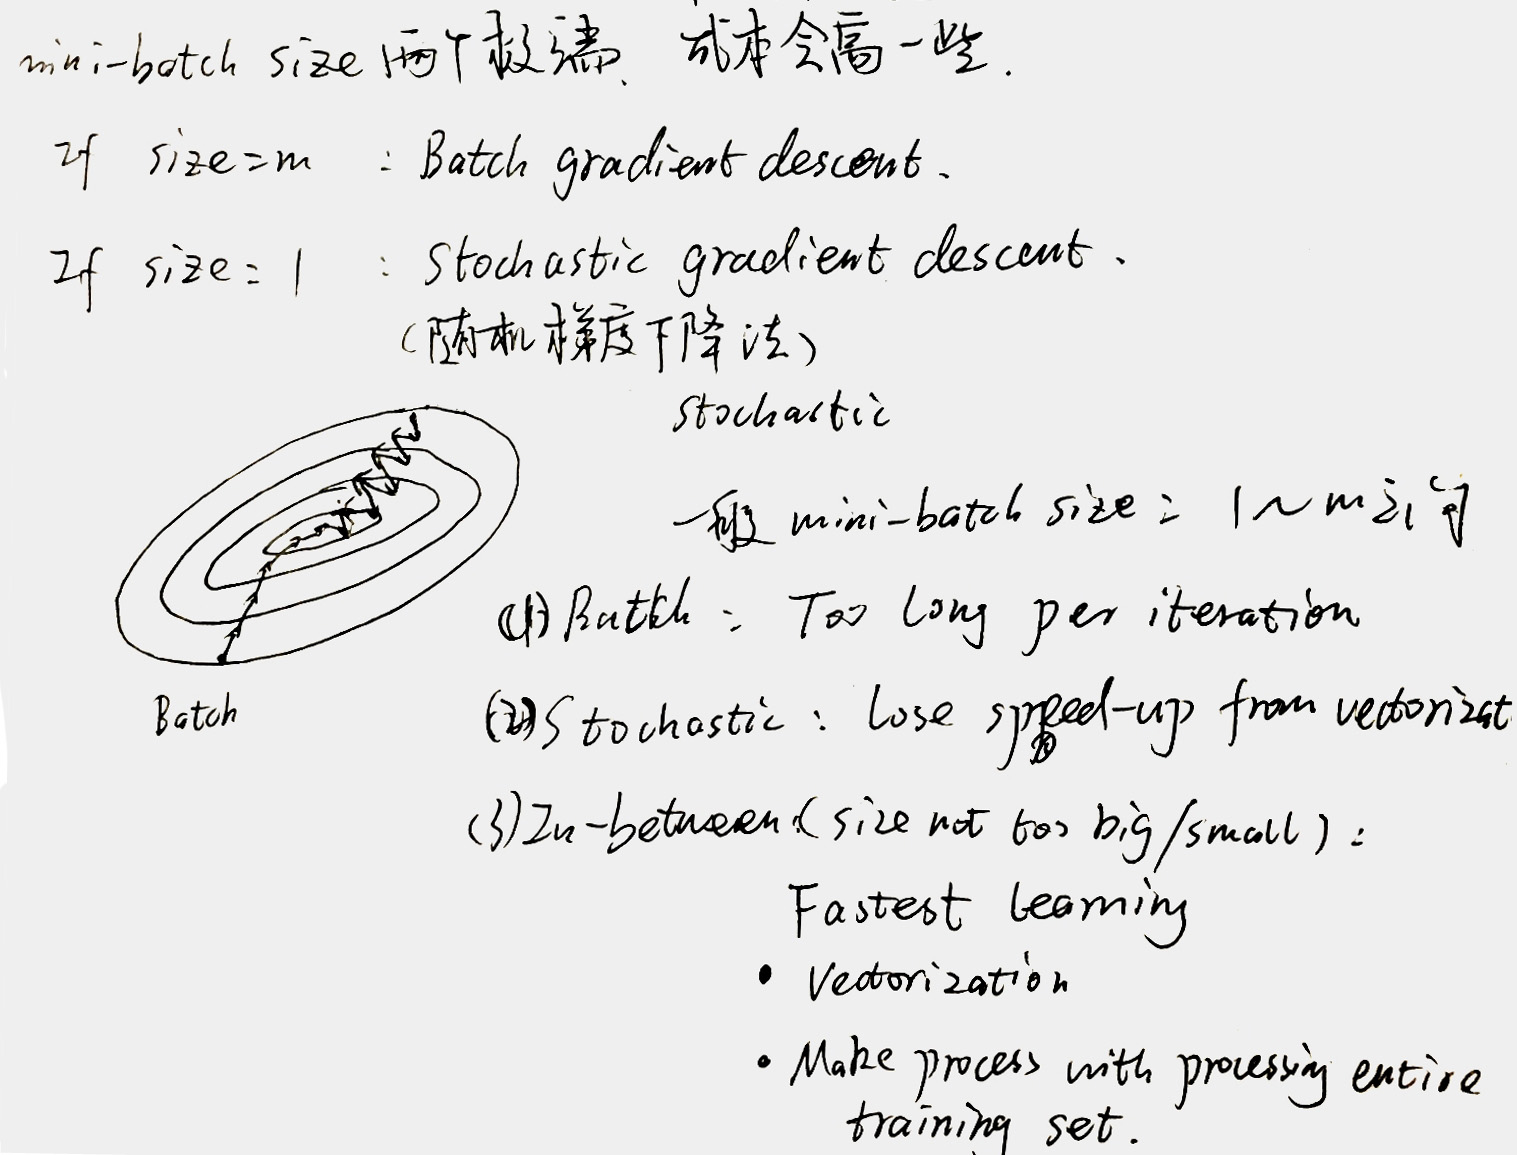 mini-batch size 两个极端、成本会高一些.
If size=m : Batch gradient descent.
If size=1 : Stochastic gradient descent.
(随机梯度下降法)
Stochastic
一般 mini-batch size: 1~m之间
(1) Batch: Too long per iteration
Batch
(2) Stochastic: Lose speed-up from vectorizat
(3) In-between (size not too big/small):
Fastest learning
• Vectorization
• Make process with processing entire
training set.